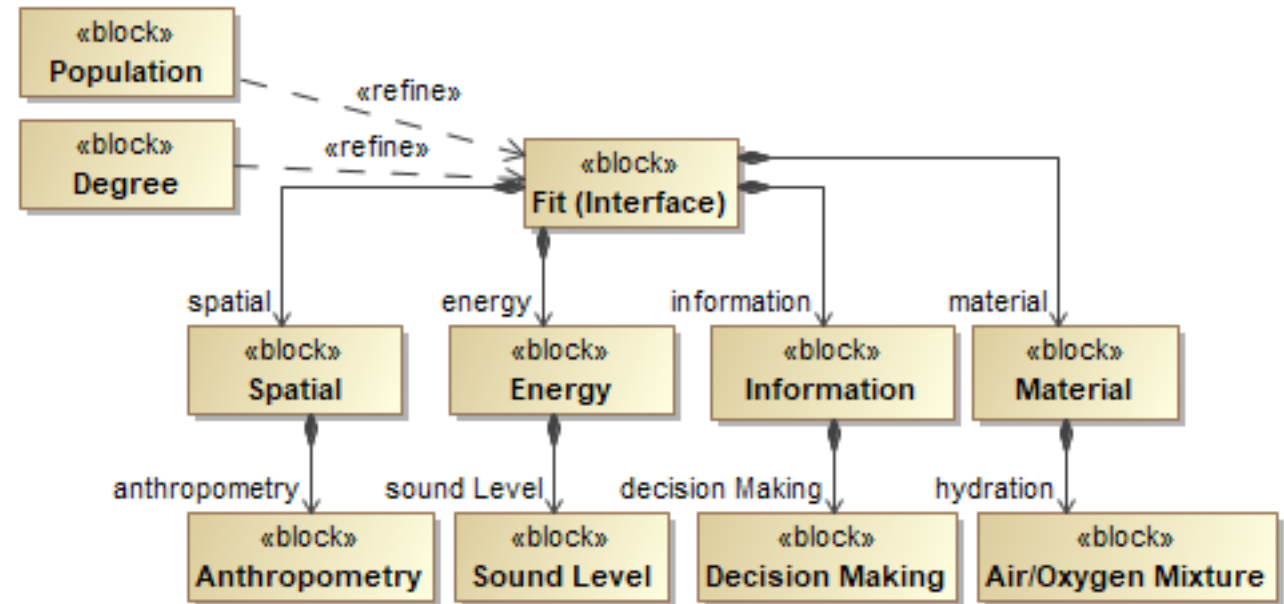 «block»
Population
«refine»
«block»
Degree
«refine»
«block»
Fit (Interface)
spatial
energy
information
material
«block»
Spatial
«block»
Energy
«block»
Information
«block»
Material
anthropometry
sound Level
decision Making
hydration
«block»
Anthropometry
«block»
Sound Level
«block»
Decision Making
«block»
Air/Oxygen Mixture